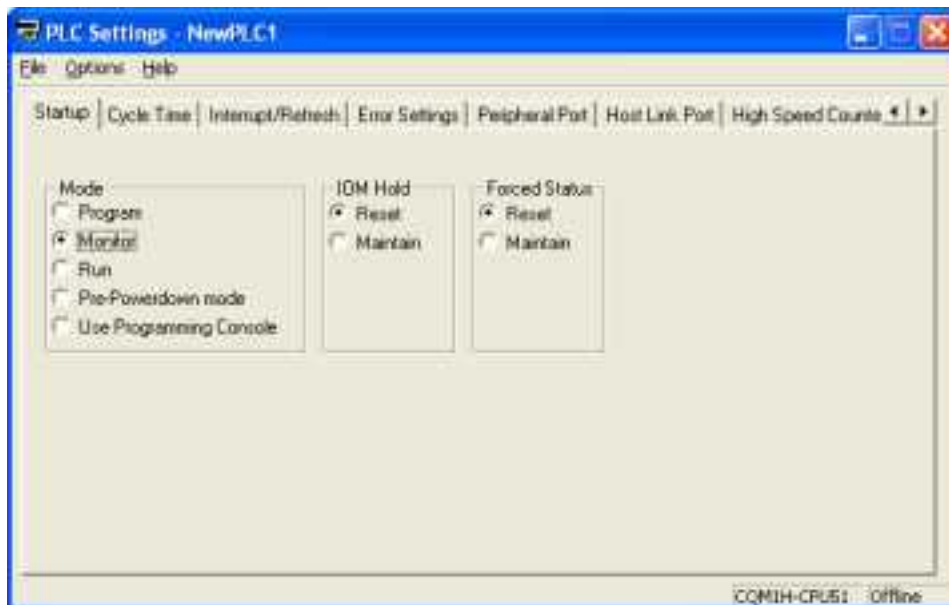 PLC Settings - NewPLC1
File Options Help
Startup Cycle Time Interrupt/Refresh Error Settings Peripheral Port Host Link Port High Speed Counte
Mode
Program
Monitor
Run
Pre-Powerdown mode
Use Programming Console
IOM Hold
Reset
Maintain
Forced Status
Reset
Maintain
CQM1H-CPU51 Offline